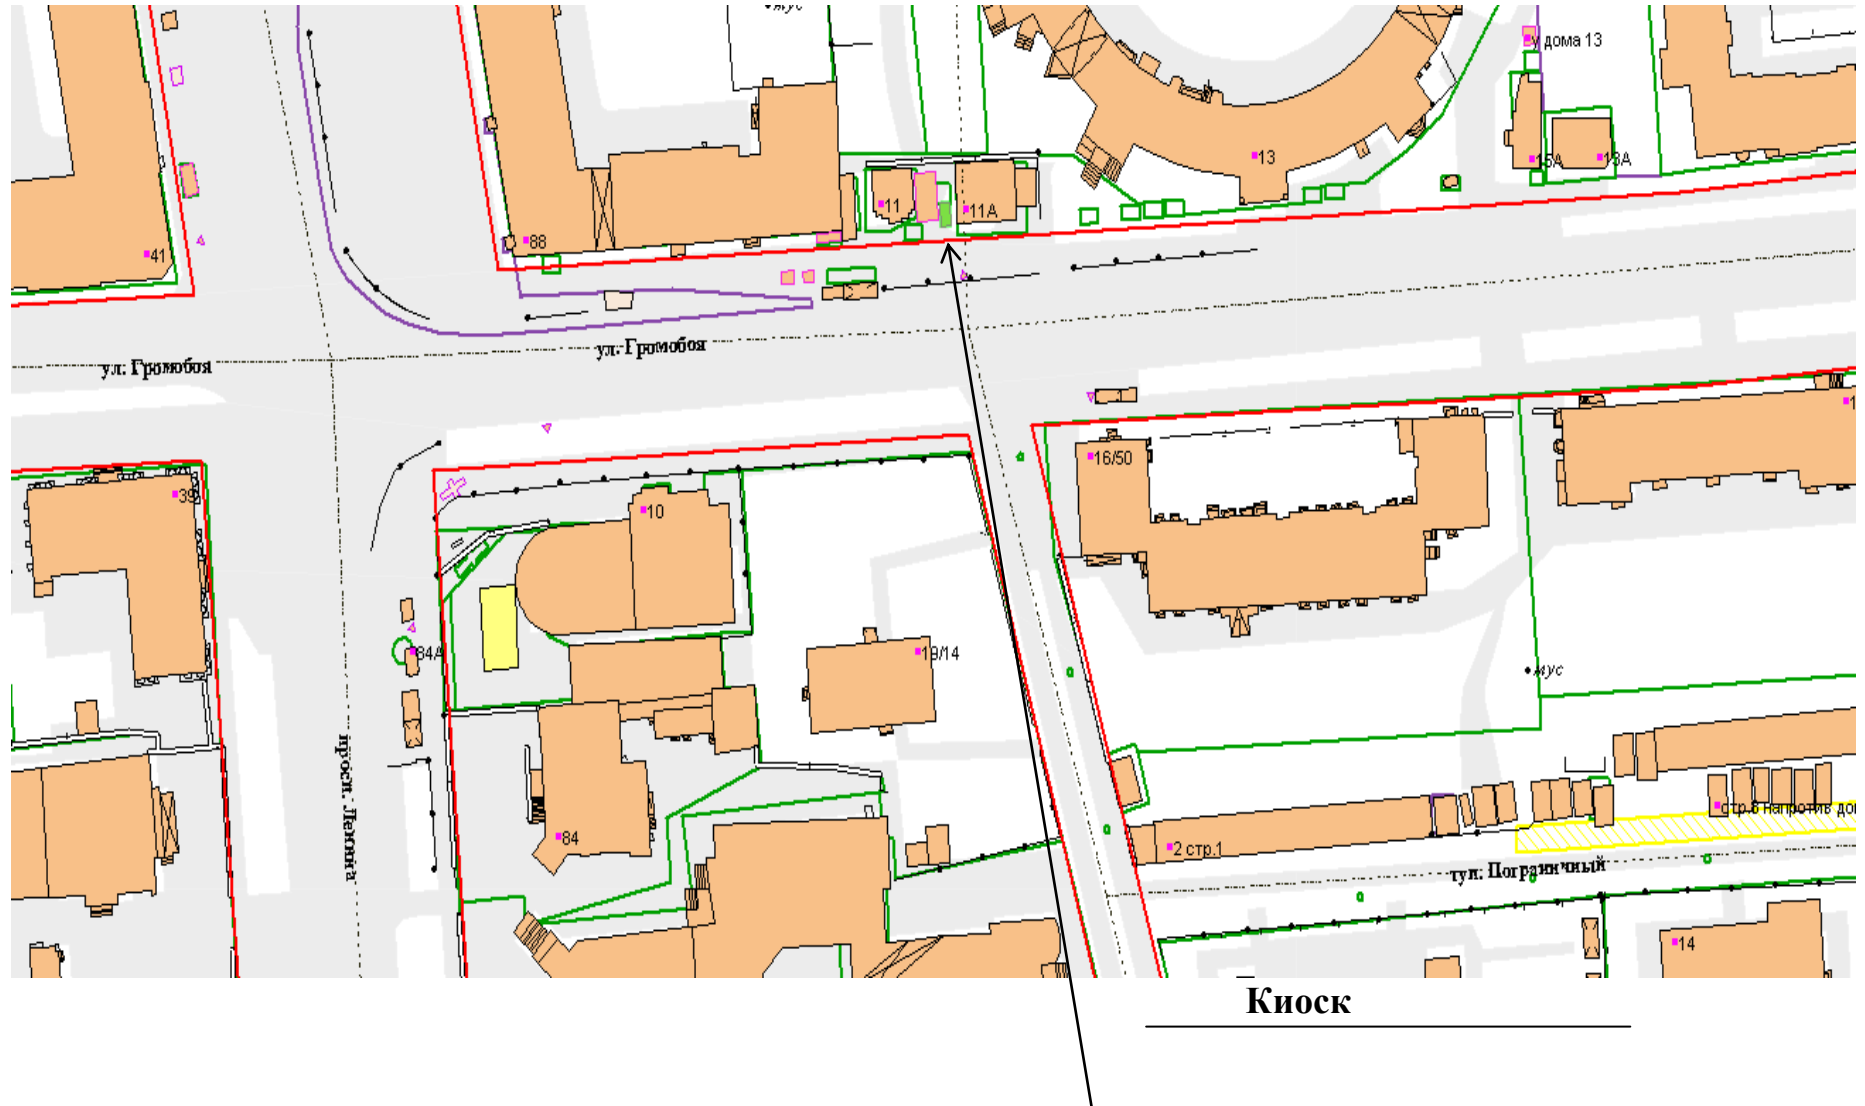 мус
у дома 13
13
15А
13А
11
11А
88
41
ул. Громобоя
ул. Громобоя
16/50
39
10
84А
19/14
мус
просп. Ленина
84
2 стр.1
стр.8 напротив до
туп. Пограничный
14
Киоск